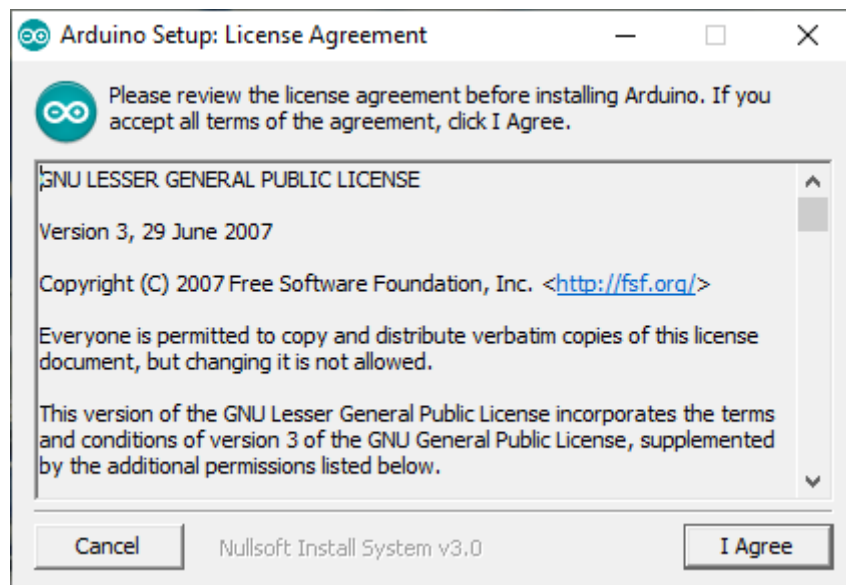 Arduino Setup: License Agreement
Please review the license agreement before installing Arduino. If you
accept all terms of the agreement, click I Agree.
GNU LESSER GENERAL PUBLIC LICENSE
Version 3, 29 June 2007
Copyright (C) 2007 Free Software Foundation, Inc. <http://fsf.org/>
Everyone is permitted to copy and distribute verbatim copies of this license
document, but changing it is not allowed.
This version of the GNU Lesser General Public License incorporates the terms
and conditions of version 3 of the GNU General Public License, supplemented
by the additional permissions listed below.
Cancel Nullsoft Install System v3.0 I Agree